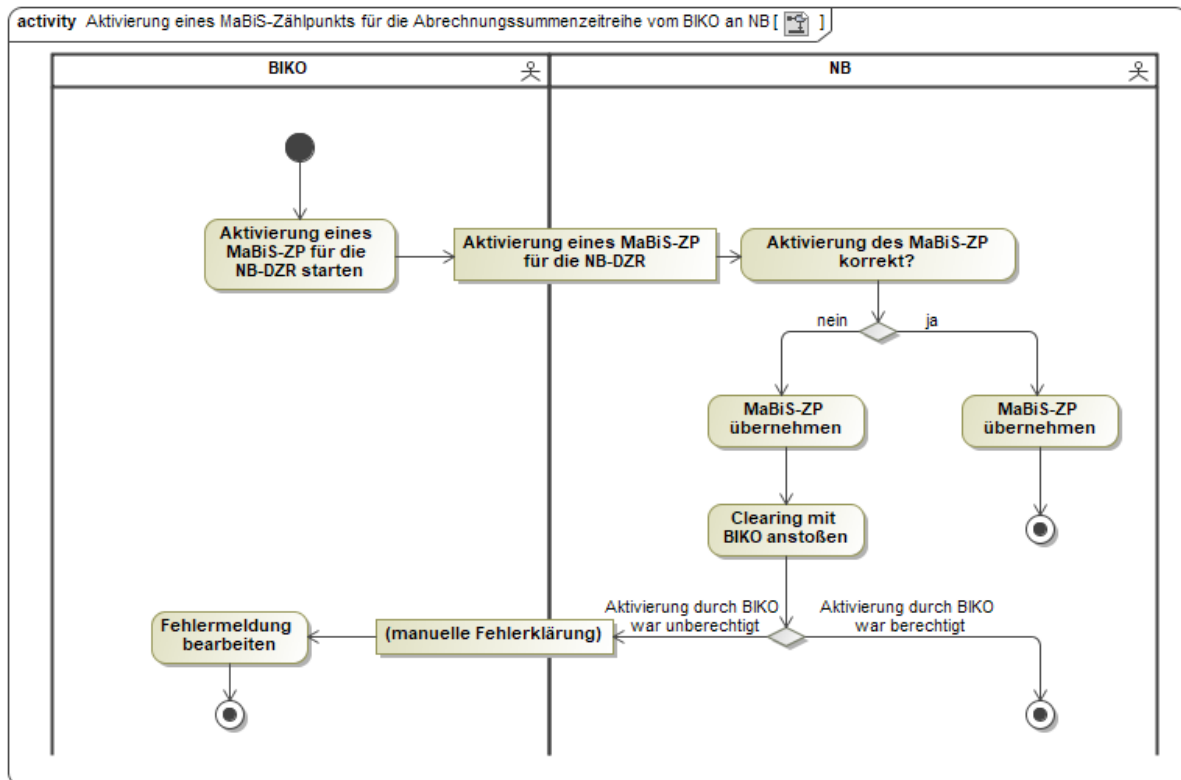 activity Aktivierung eines MaBiS-Zählpunkts für die Abrechnungssummenzeitreihe vom BIKO an NB [ ]
BIKO
NB
Aktivierung eines
MaBiS-ZP für die
NB-DZR starten
Aktivierung eines MaBiS-ZP
für die NB-DZR
Aktivierung des MaBiS-ZP
korrekt?
nein
ja
MaBiS-ZP
übernehmen
MaBiS-ZP
übernehmen
Clearing mit
BIKO anstoßen
Aktivierung durch BIKO
war unberechtigt
Aktivierung durch BIKO
war berechtigt
(manuelle Fehlerklärung)
Fehlermeldung
bearbeiten